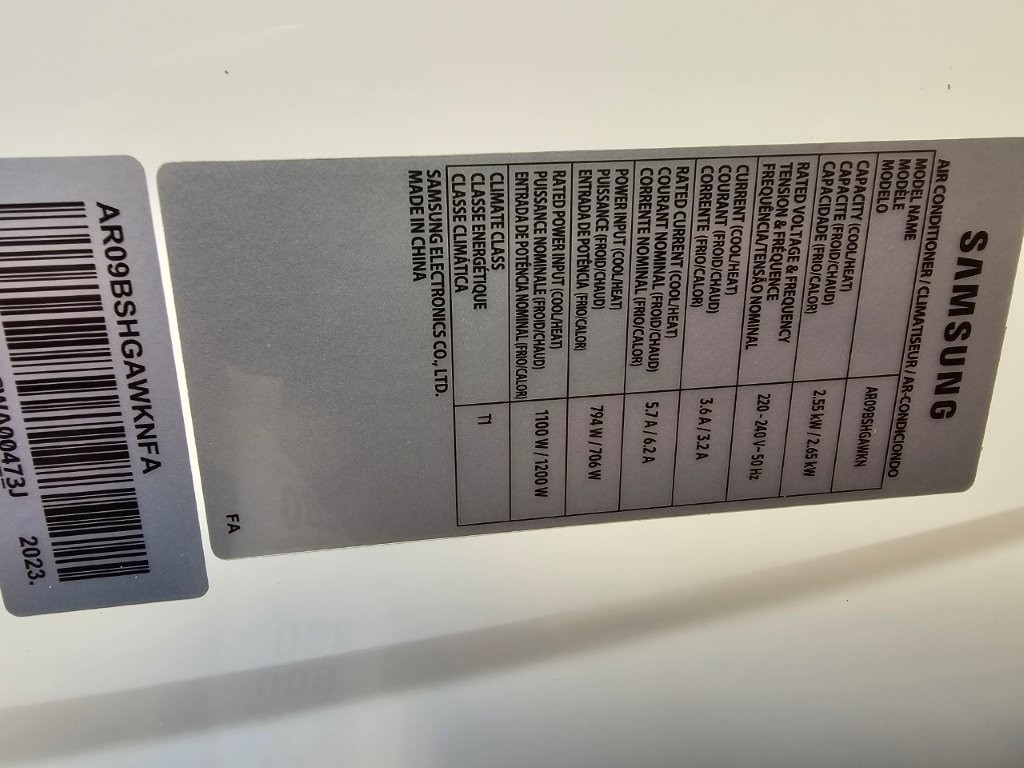 SAMSUNG
AIR CONDITIONER / CLIMATISEUR / AR-CONDICIONDO
MODEL NAME
MODÈLE
MODELO
AR09BSHGAWKN
CAPACITY (COOL/HEAT)
CAPACITE (FROID/CHAUD)
CAPACIDADE (FRIO/CALOR)
2.55 kW / 2.65 kW
RATED VOLTAGE & FREQUENCY
TENSION & FREQUENCE
FREQUÊNCIA/TENSÃO NOMINAL
220 - 240 V ~ 50 Hz
CURRENT (COOL/HEAT)
COURANT (FROID/CHAUD)
CORRENTE (FRIO/CALOR)
3.6 A / 3.2 A
RATED CURRENT (COOL/HEAT)
COURANT NOMINAL (FROID/CHAUD)
CORRENTE NOMINAL (FRIO/CALOR)
5.7 A / 6.2 A
POWER INPUT (COOL/HEAT)
PUISSANCE (FROID/CHAUD)
ENTRADA DE POTÊNCIA (FRIO/CALOR)
794 W / 706 W
RATED POWER INPUT (COOL/HEAT)
PUISSANCE NOMINALE (FROID/CHAUD)
ENTRADA DE POTENCIA NOMINAL (FRIO/CALOR)
1100 W / 1200 W
CLIMATE CLASS
CLASSE ENERGÉTIQUE
CLASSE CLIMÁTICA
T1
SAMSUNG ELECTRONICS CO., LTD.
MADE IN CHINA
FA
AR09BSHGAWKNFA
2023.